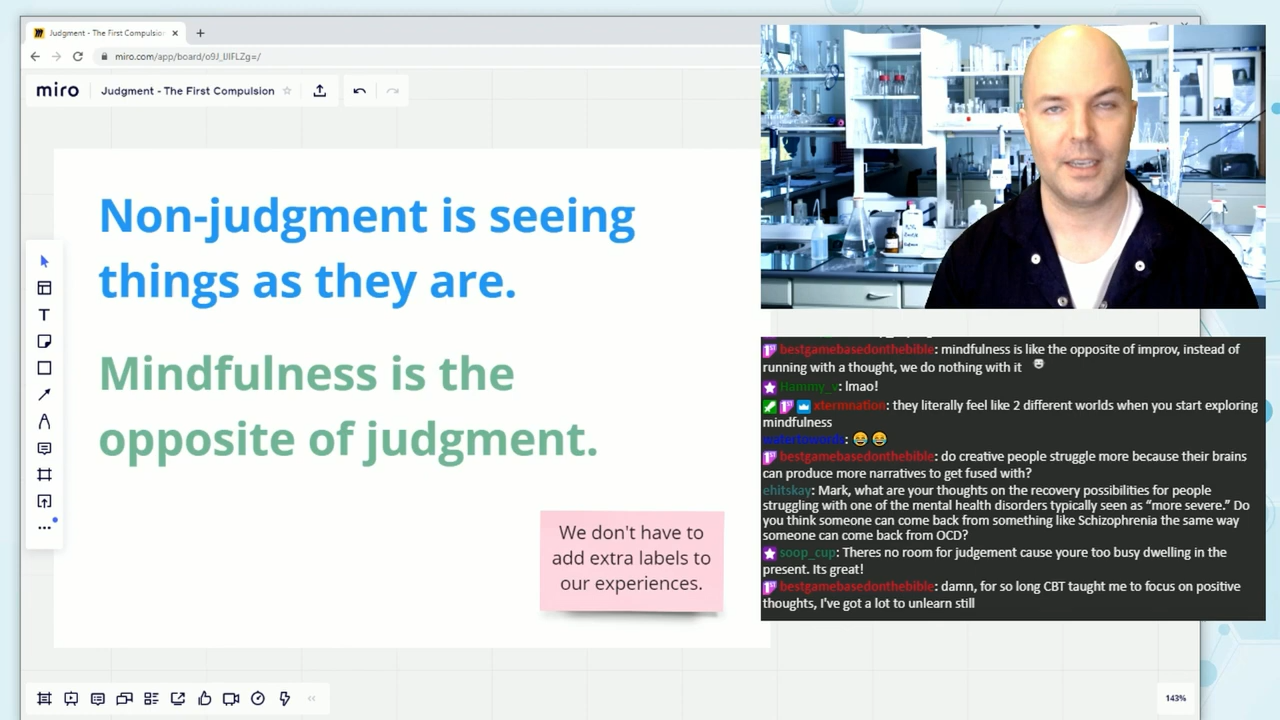 Judgment - The First Compulsion
miro.com/app/board/o9J_lJIFLZg=/
miro
Judgment - The First Compulsion
Non-judgment is seeing
things as they are.
Mindfulness is the
opposite of judgment.
We don't have to
add extra labels to
our experiences.
143%
bestgamebasedonthebible: mindfulness is like the opposite of improv, instead of
running with a thought, we do nothing with it
Hammy_v: lmao!
xtermnation: they literally feel like 2 different worlds when you start exploring
mindfulness
watertowords: 😂 😂
bestgamebasedonthebible: do creative people struggle more because their brains
can produce more narratives to get fused with?
ehitskay: Mark, what are your thoughts on the recovery possibilities for people
struggling with one of the mental health disorders typically seen as “more severe.” Do
you think someone can come back from something like Schizophrenia the same way
someone can come back from OCD?
soop_cup: Theres no room for judgement cause youre too busy dwelling in the
present. Its great!
bestgamebasedonthebible: damn, for so long CBT taught me to focus on positive
thoughts, I've got a lot to unlearn still